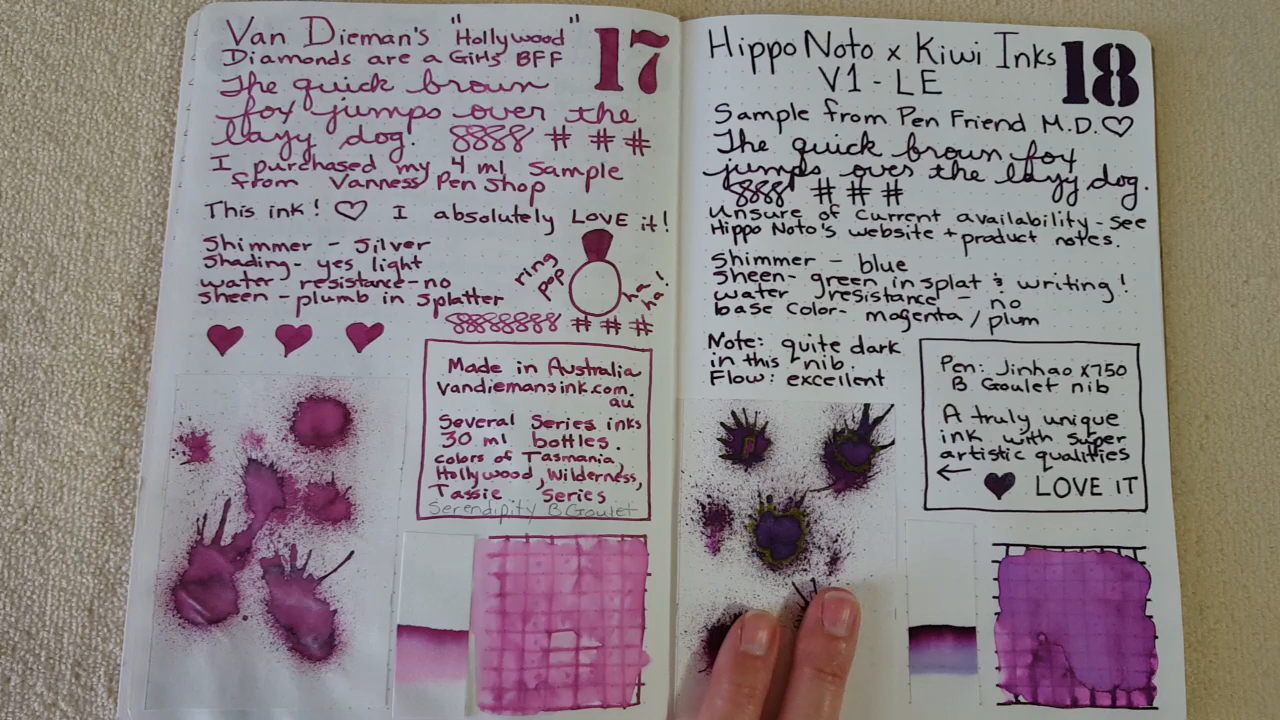 Van Dieman's "Hollywood" 17
Diamonds are a Girls BFF
The quick brown
fox jumps over the
lazy dog. 8888 # # #
I purchased my 4 ml sample
from Vanness Pen Shop
This ink! ♡ I absolutely LOVE it!
Shimmer - Silver
Shading- yes light
water resistance-no
sheen - plumb in splatter
ring
pop
ha!
ha!
88888888 # # #
Made in Australia
vandiemansink.com.
au
Several Series inks
30 ml bottles.
colors of Tasmania,
Hollywood, Wilderness,
Tassie Series
Serendipity B Goulet
Hippo Noto x Kiwi Inks 18
V1 - LE
Sample from Pen Friend M.D. ♡
The quick brown fox
jumps over the lazy dog.
8888 # # #
Unsure of current availability - see
Hippo Noto's website + product notes.
Shimmer - blue
Sheen- green in splat & writing!
water resistance - no
base color- magenta / plum
Note: quite dark
in this nib.
Flow: excellent
Pen: Jinhao X750
B Goulet nib
A truly unique
ink with super
artistic qualities
← ♥ LOVE IT